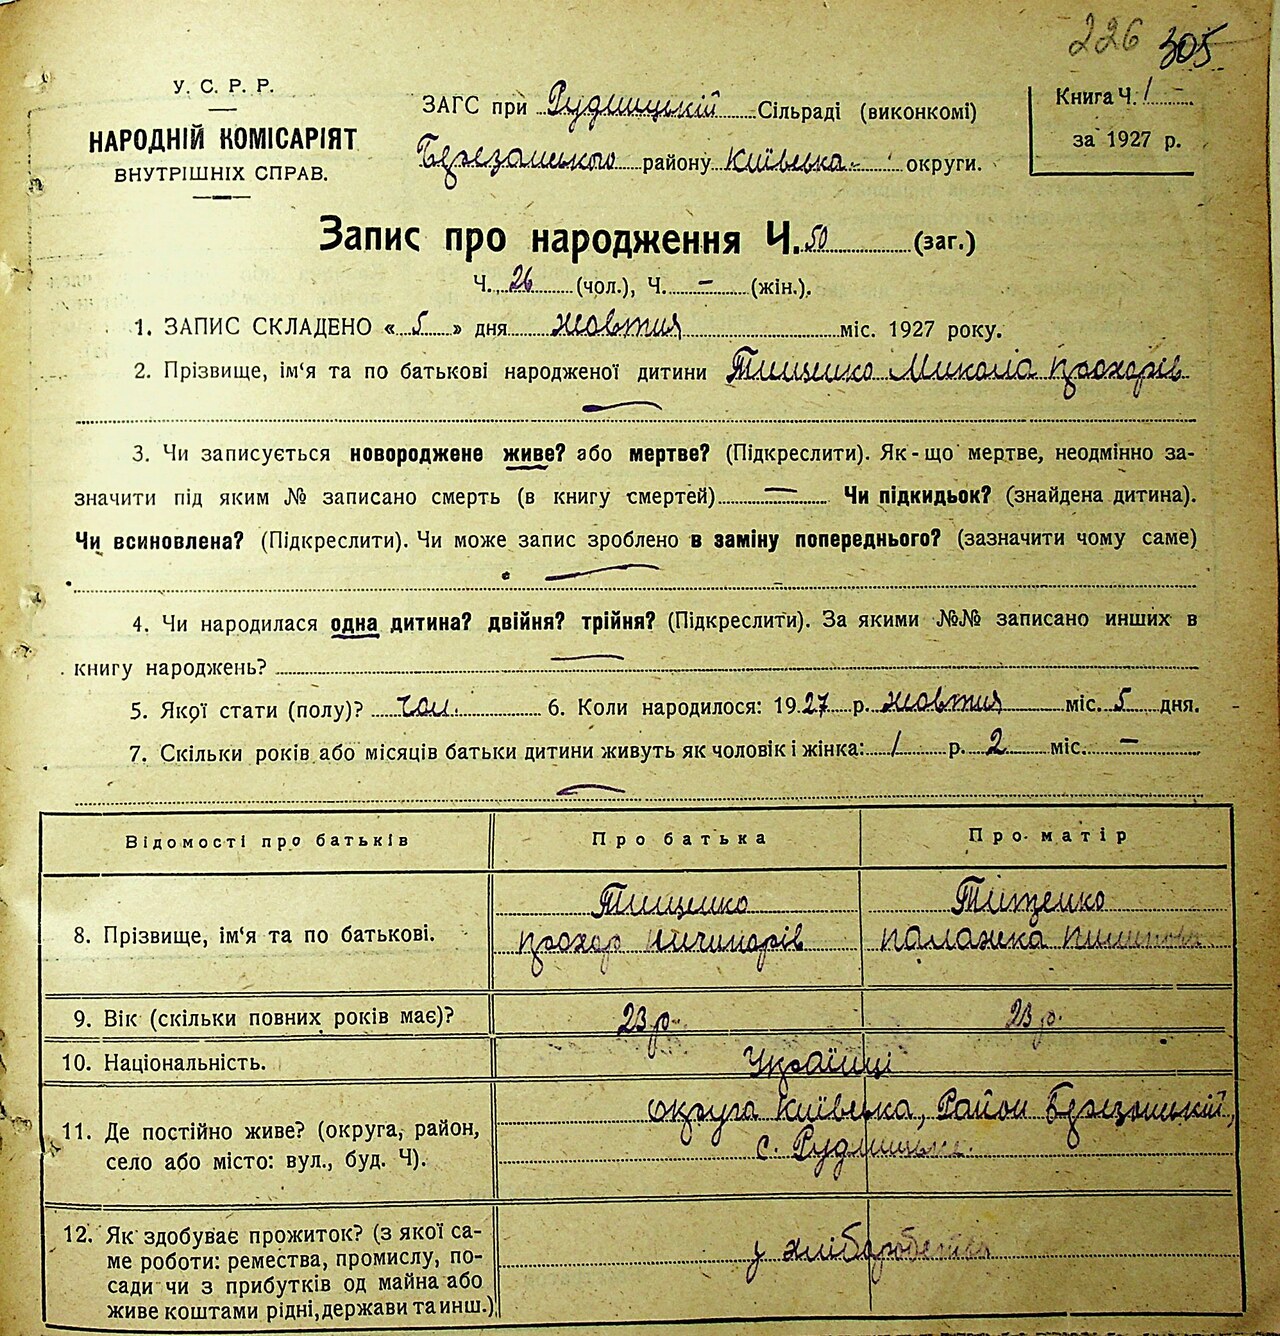 226 305
У. С. Р. Р.
НАРОДНІЙ КОМІСАРІЯТ
ВНУТРІШНІХ СПРАВ.
ЗАГС при Рудницькій Сільраді (виконкомі)
Березанського району Київська округи.
Книга Ч. 1
за 1927 р.
Запис про народження Ч. 50 (заг.)
Ч. 26 (чол.), Ч. – (жін.).
1. ЗАПИС СКЛАДЕНО « 5 » дня жовтня міс. 1927 року.
2. Прізвище, ім‘я та по батькові народженої дитини Тищенко Микола Прохорів
3. Чи записується новороджене живе? або мертве? (Підкреслити). Як-що мертве, неодмінно за-
значити під яким № записано смерть (в книгу смертей) — Чи підкидьок? (знайдена дитина).
Чи всиновлена? (Підкреслити). Чи може запис зроблено в заміну попереднього? (зазначити чому саме)
4. Чи народилася одна дитина? двійня? трійня? (Підкреслити). За якими №№ записано инших в
книгу народжень?
5. Якої стати (полу)? чол. 6. Коли народилося: 1927 р. жовтня міс. 5 дня.
7. Скільки років або місяців батьки дитини живуть як чоловік і жінка: 1 р. 2 міс. –
Відомості про батьків Про батька Про матір
8. Прізвище, ім‘я та по батькові.
Тищенко
Прохор Ничипорів
Тищенко
Палажка
9. Вік (скільки повних років має)? 23 р. 23 р.
10. Національність. Українці
11. Де постійно живе? (округа, район,
село або місто: вул., буд. Ч).
округа Київська, Район Березанській,
с. Рудницьке.
12. Як здобуває прожиток? (з якої са-
ме роботи: ремества, промислу, по-
сади чи з прибутків од майна або
живе коштами рідні, держави та инш.)
у хліборобстві